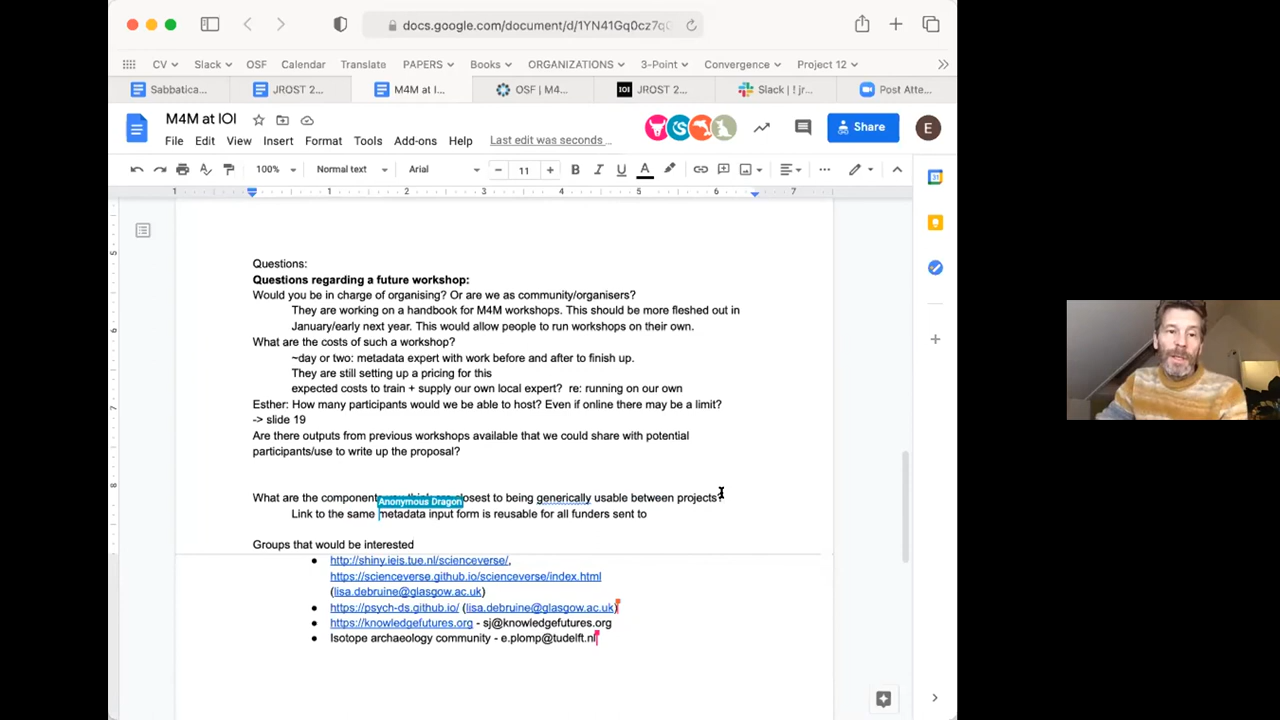 docs.google.com/document/d/1YN41Gq0cz7q
CV Slack OSF Calendar Translate PAPERS Books ORGANIZATIONS 3-Point Convergence Project 12
Sabbatica... JROST 2... M4M at I... OSF | M4... IOI JROST 2... Slack | ! jr... Post Atte...
M4M at IOI
Share
E
File Edit View Insert Format Tools Add-ons Help Last edit was seconds ...
100% Normal text Arial 11
1 1 2 3 4 5 6 7
Questions:
Questions regarding a future workshop:
Would you be in charge of organising? Or are we as community/organisers?
They are working on a handbook for M4M workshops. This should be more fleshed out in
January/early next year. This would allow people to run workshops on their own.
What are the costs of such a workshop?
~day or two: metadata expert with work before and after to finish up.
They are still setting up a pricing for this
expected costs to train + supply our own local expert? re: running on our own
Esther: How many participants would we be able to host? Even if online there may be a limit?
-> slide 19
Are there outputs from previous workshops available that we could share with potential
participants/use to write up the proposal?
What are the component closest to being generically usable between projects?
Anonymous Dragon
Link to the same metadata input form is reusable for all funders sent to
Groups that would be interested
● http://shiny.ieis.tue.nl/scienceverse/,
https://scienceverse.github.io/scienceverse/index.html
(lisa.debruine@glasgow.ac.uk)
● https://psych-ds.github.io/ (lisa.debruine@glasgow.ac.uk)
● https://knowledgefutures.org - sj@knowledgefutures.org
● Isotope archaeology community - e.plomp@tudelft.nl